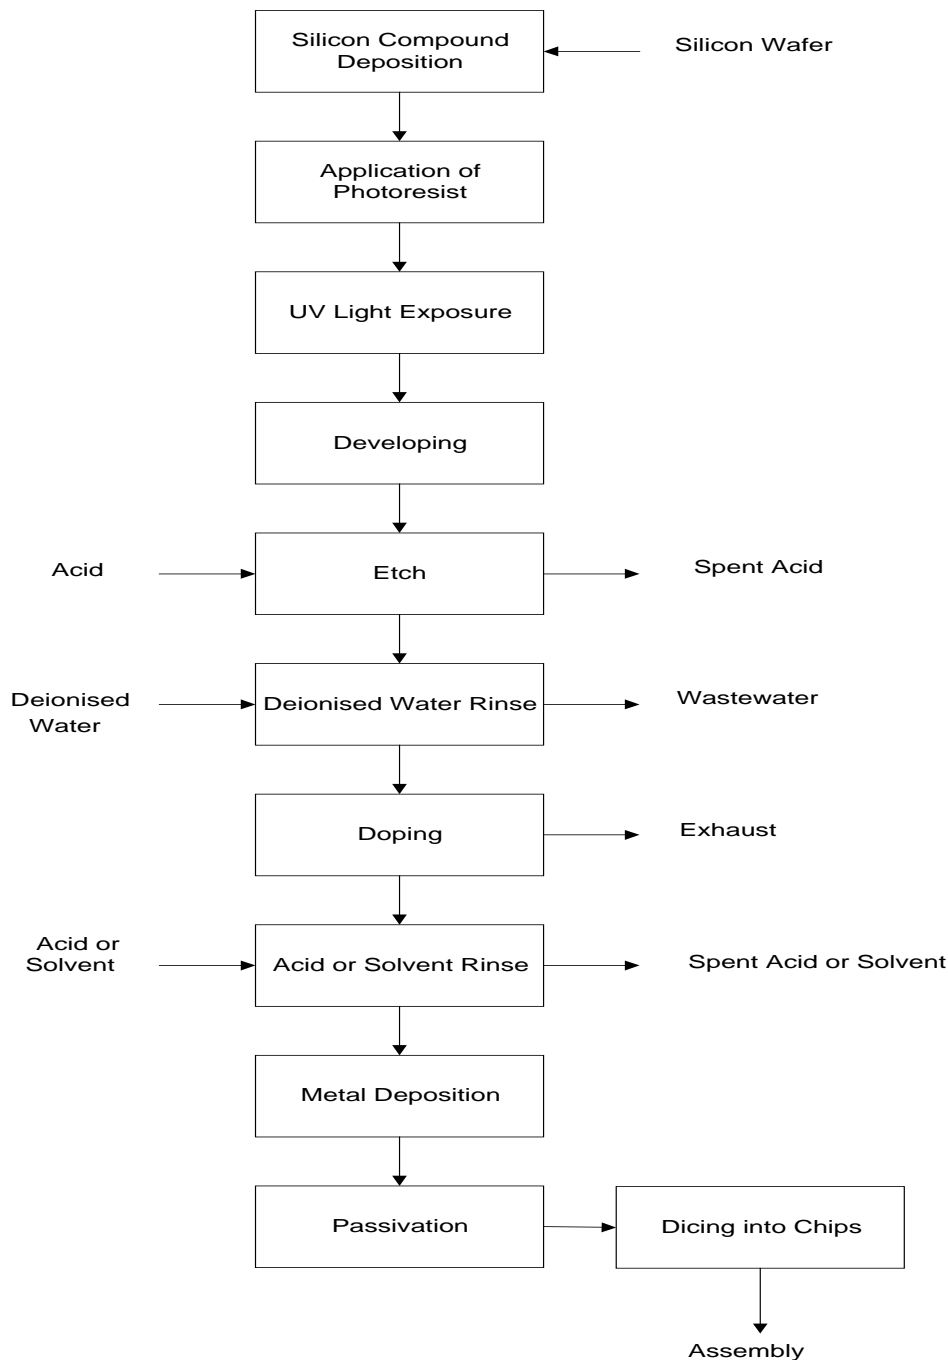 Silicon Compound
Deposition
Silicon Wafer
Application of
Photoresist
UV Light Exposure
Developing
Acid
Etch
Spent Acid
Deionised
Water
Deionised Water Rinse
Wastewater
Doping
Exhaust
Acid or
Solvent
Acid or Solvent Rinse
Spent Acid or Solvent
Metal Deposition
Passivation
Dicing into Chips
Assembly